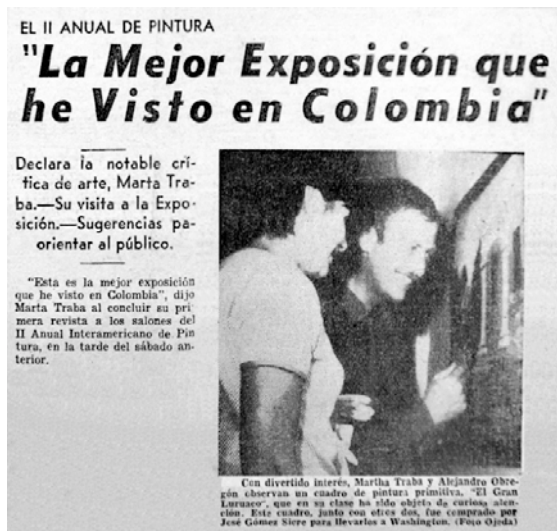 EL II ANUAL DE PINTURA
"La Mejor Exposición que
he Visto en Colombia"
Declara la notable crí-
tica de arte, Marta Tra-
ba.—Su visita a la Expo-
sición.—Sugerencias pa-
orientar al público.
"Esta es la mejor exposición
que he visto en Colombia", dijo
Marta Traba al concluir su pri
mera revista a los salones del
II Anual Interamericano de Pin
tura, en la tarde del sábado an-
terior.
Con divertido interés, Martha Traba y Alejandro Obre-
gón observan un cuadro de pintura primitiva, "El Gran
Luruaco", que en su clase ha sido objeto de curiosa aten-
ción. Este cuadro, junto con otros dos, fue comprado por
José Gómez Sicre para llevarlos a Washington. (Foto Ojeda)